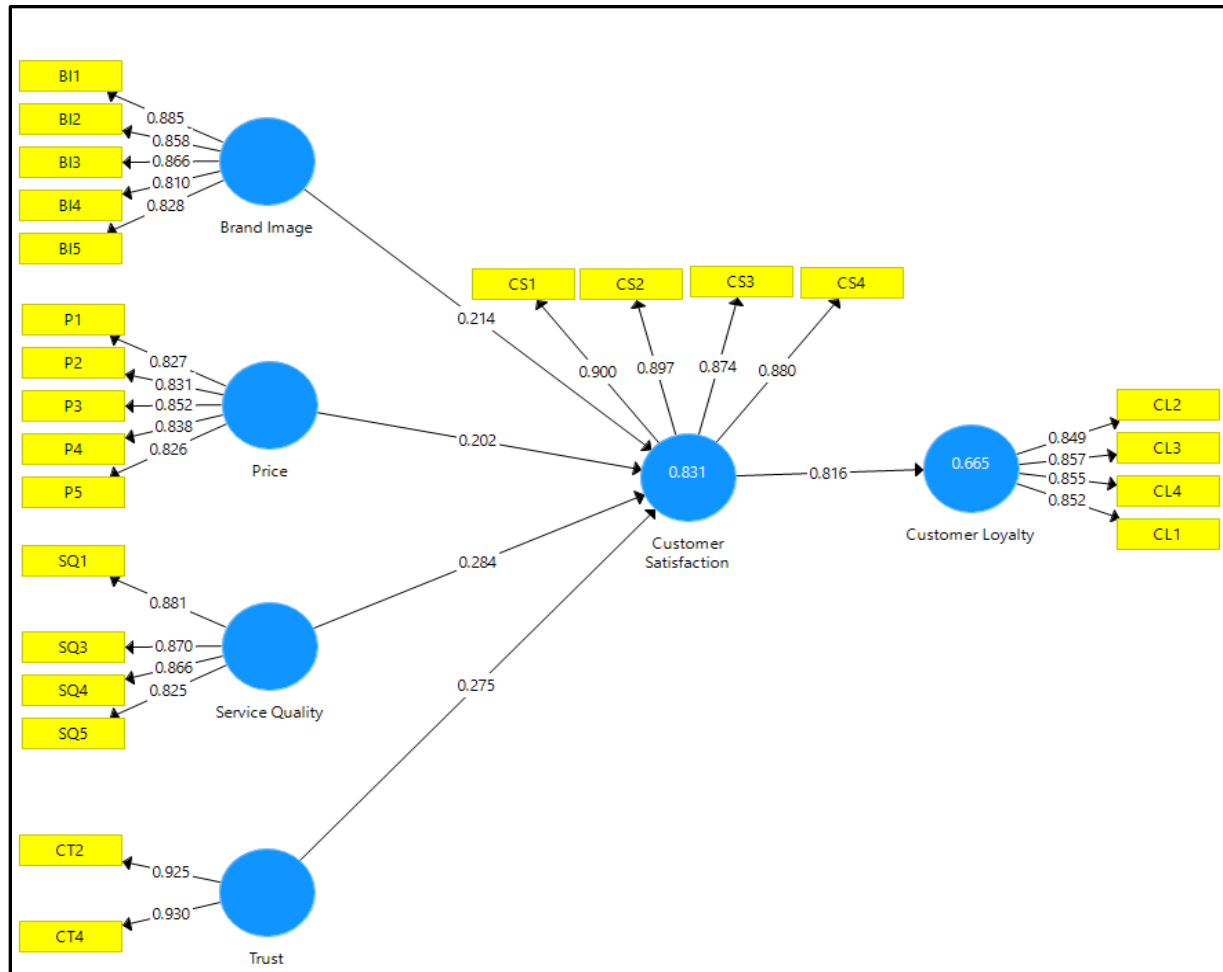 BI1
0.885
BI2
0.858
BI3
0.866
BI4
0.810
BI5
0.828
Brand Image
0.214
P1
0.827
P2
0.831
P3
0.852
P4
0.838
P5
0.826
Price
0.202
SQ1
0.881
SQ3
0.870
SQ4
0.866
SQ5
0.825
Service Quality
0.284
CT2
0.925
CT4
0.930
Trust
0.275
CS1
CS2
CS3
CS4
0.900
0.897
0.874
0.880
0.831
Customer
Satisfaction
0.816
0.665
Customer Loyalty
CL2
0.849
CL3
0.857
CL4
0.855
CL1
0.852